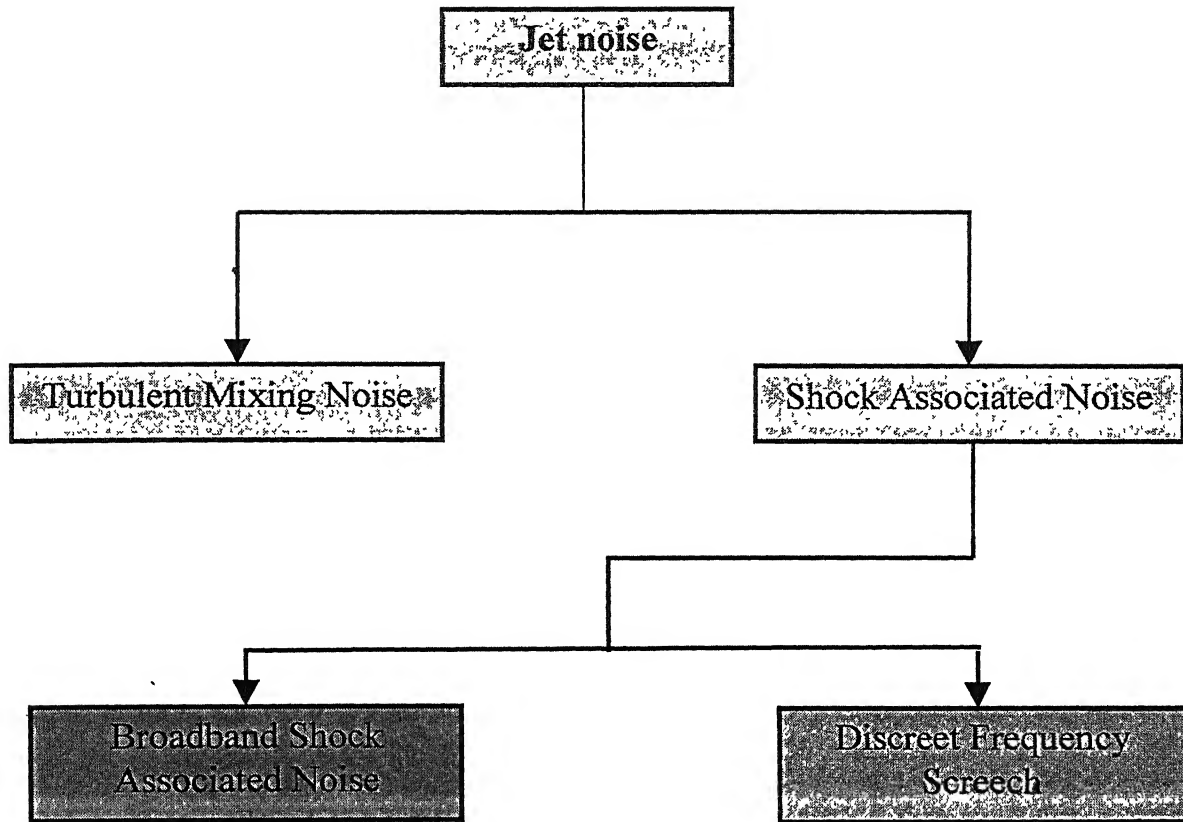 Jet noise
Turbulent Mixing Noise
Shock Associated Noise
Broadband Shock
Associated Noise
Discreet Frequency
Screech